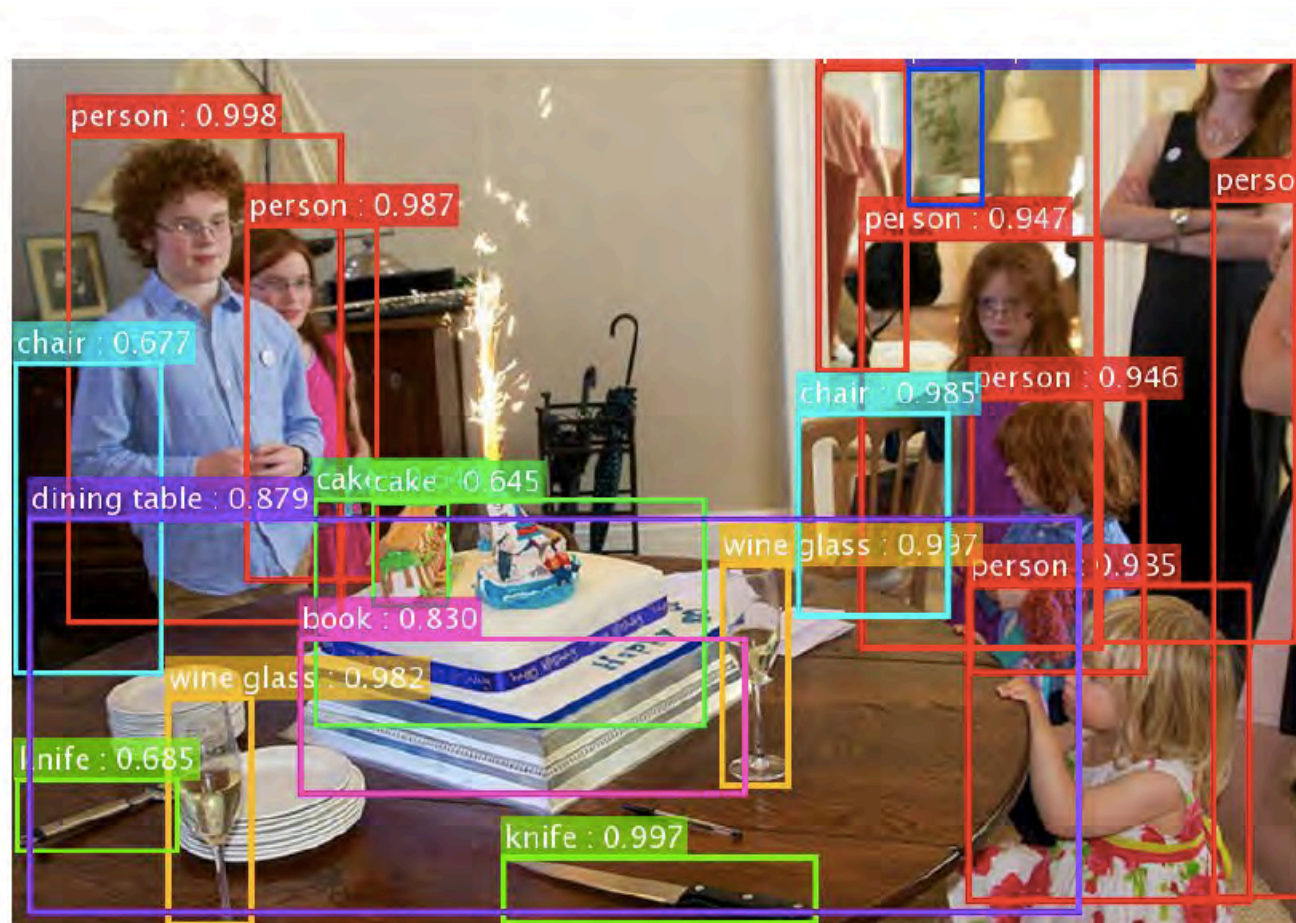 person : 0.998
person : 0.987
perso
person : 0.947
chair : 0.677
person : 0.946
chair : 0.985
cake
cake : 0.645
dining table : 0.879
wine glass : 0.997
person : 0.935
book : 0.830
wine glass : 0.982
knife : 0.685
knife : 0.997